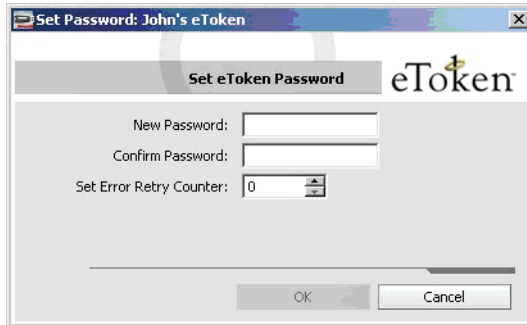 Set Password: John's eToken
Set eToken Password
eToken
New Password:
Confirm Password:
Set Error Retry Counter: 0
OK Cancel